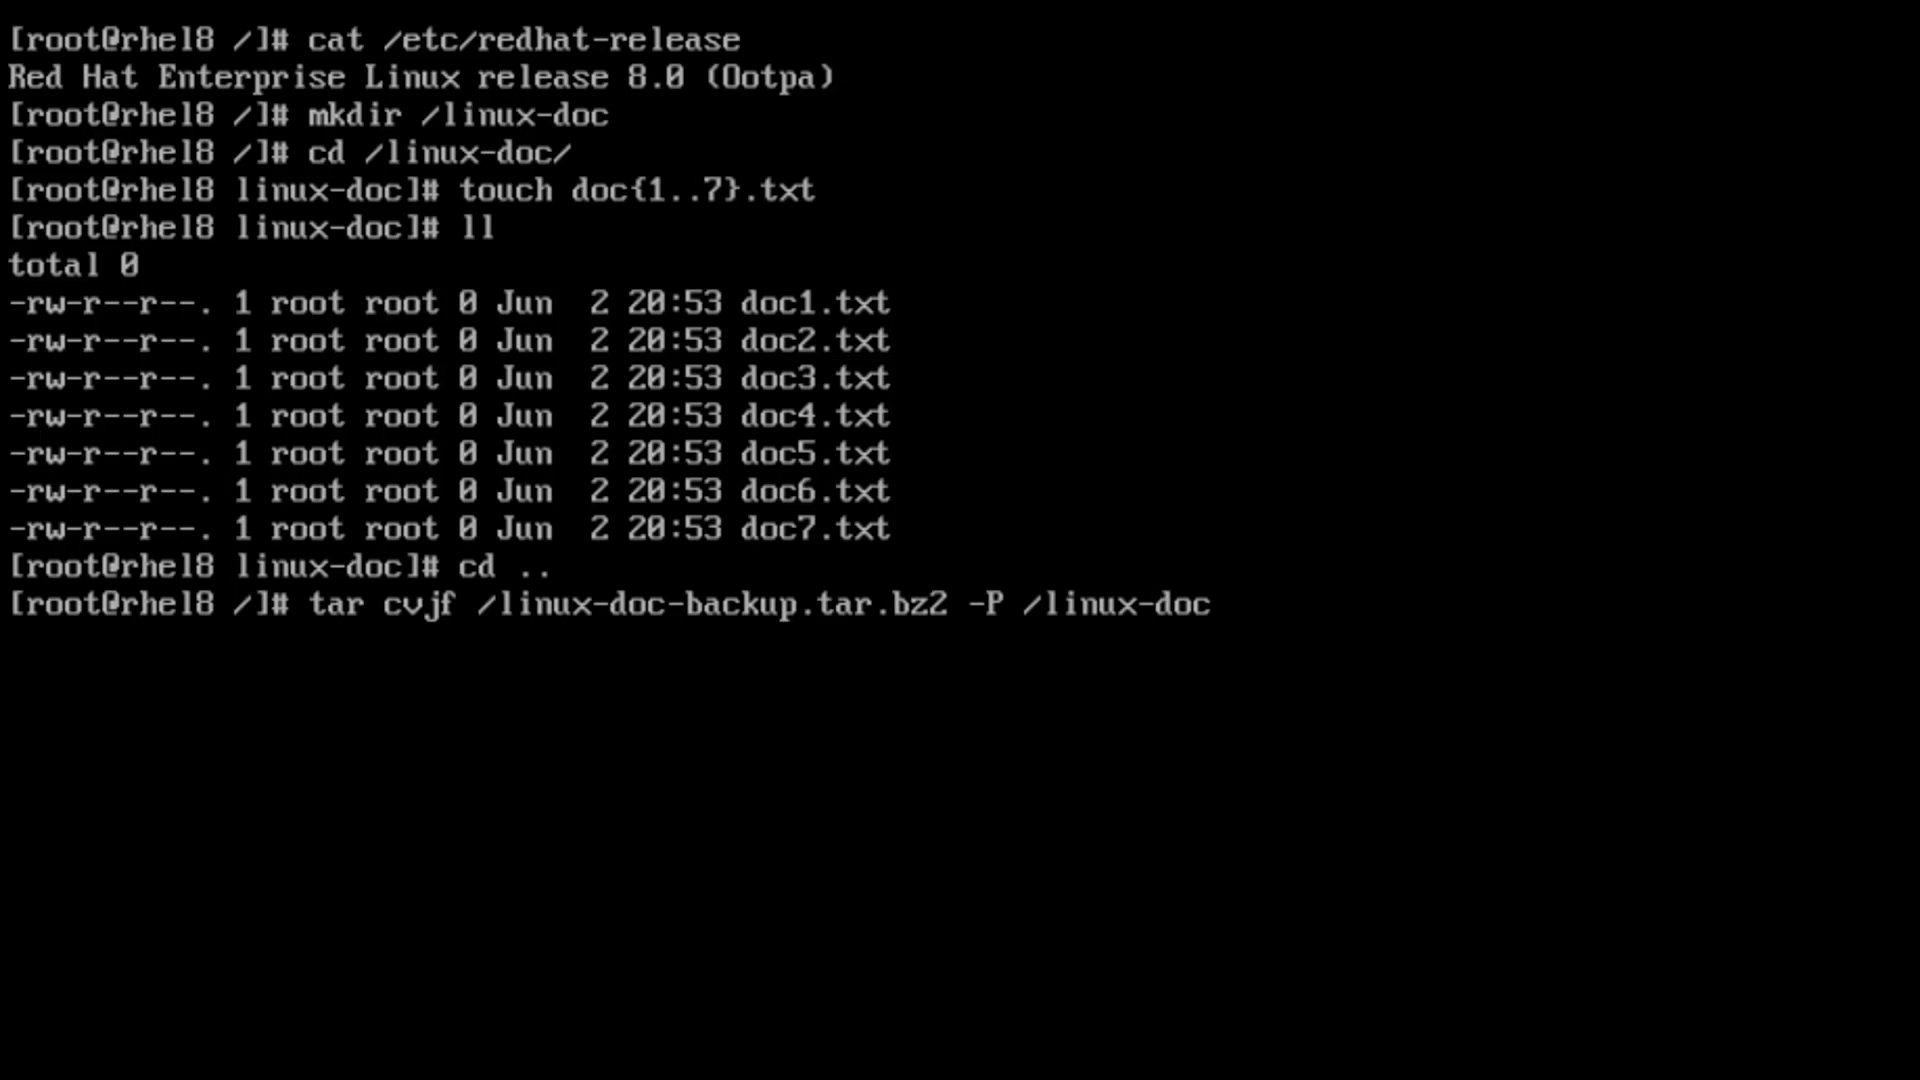 [root@rhel8 /]# cat /etc/redhat-release
Red Hat Enterprise Linux release 8.0 (Ootpa)
[root@rhel8 /]# mkdir /linux-doc
[root@rhel8 /]# cd /linux-doc/
[root@rhel8 linux-doc]# touch doc{1..7}.txt
[root@rhel8 linux-doc]# ll
total 0
-rw-r--r--. 1 root root 0 Jun  2 20:53 doc1.txt
-rw-r--r--. 1 root root 0 Jun  2 20:53 doc2.txt
-rw-r--r--. 1 root root 0 Jun  2 20:53 doc3.txt
-rw-r--r--. 1 root root 0 Jun  2 20:53 doc4.txt
-rw-r--r--. 1 root root 0 Jun  2 20:53 doc5.txt
-rw-r--r--. 1 root root 0 Jun  2 20:53 doc6.txt
-rw-r--r--. 1 root root 0 Jun  2 20:53 doc7.txt
[root@rhel8 linux-doc]# cd ..
[root@rhel8 /]# tar cvjf /linux-doc-backup.tar.bz2 -P /linux-doc